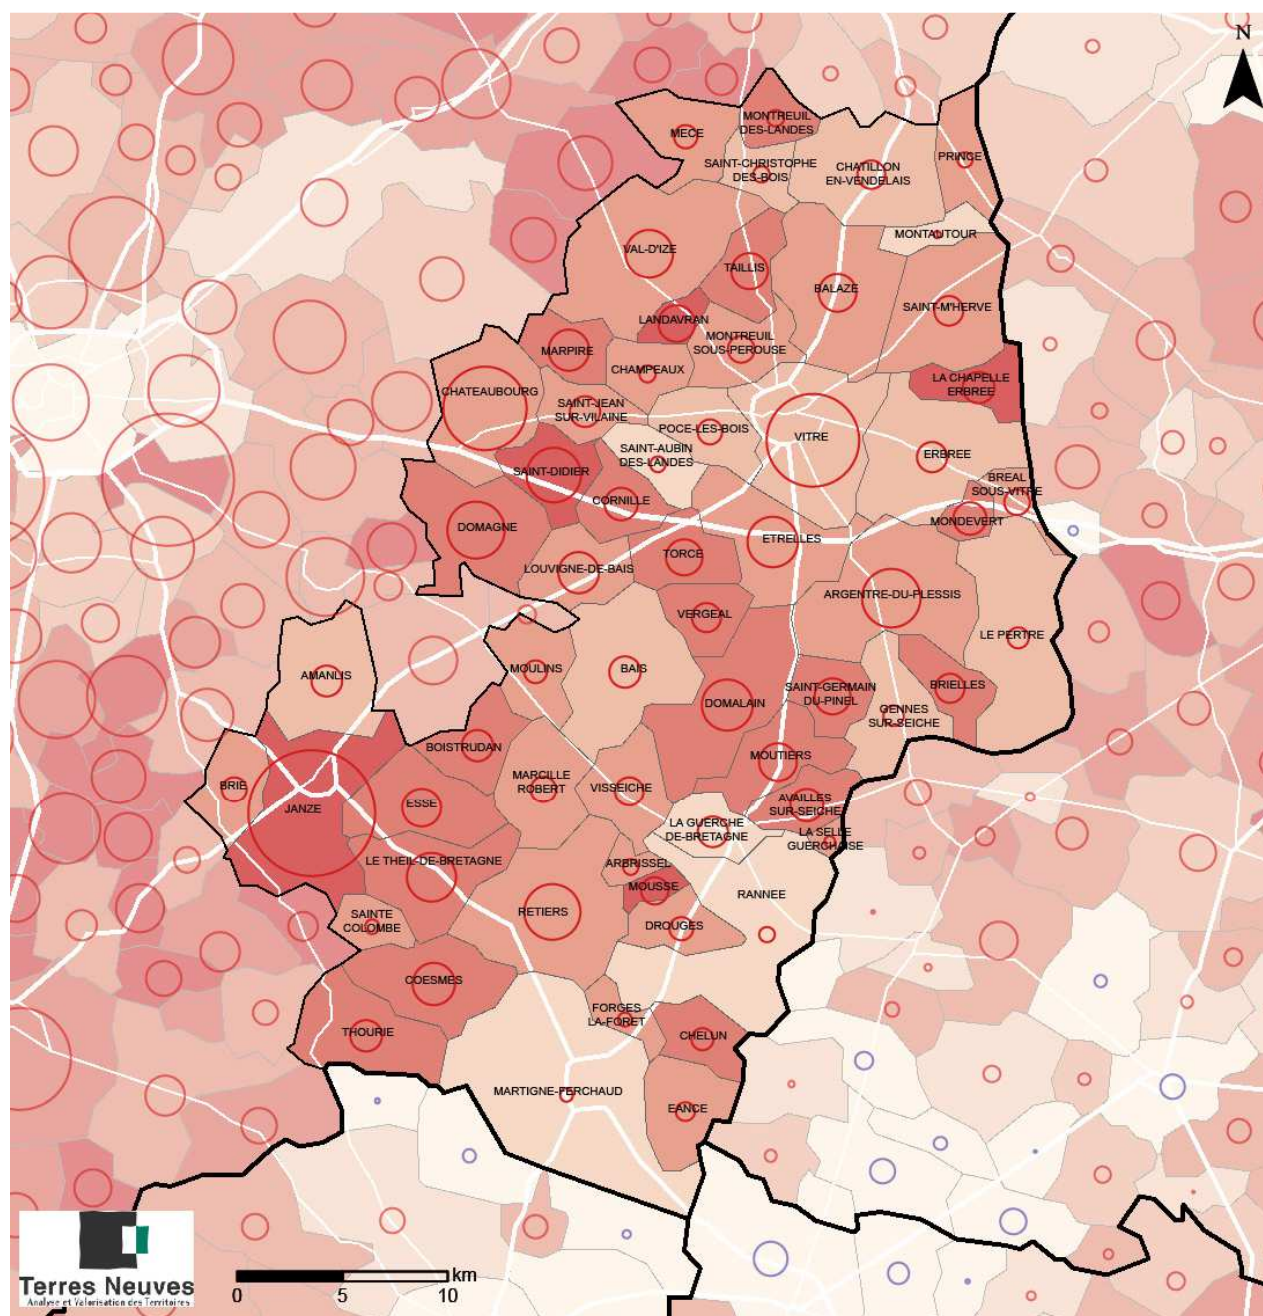 N
MONTREUIL
DES-LANDES
MECE
SAINT-CHRISTOPHE
DES-BOIS
CHATILLON
EN-VENDELAIS
PRINCE
MONTAUTOUR
VAL-D'IZE
TAILLIS
BALAZE
SAINT-M'HERVE
LANDAVRAN
MONTREUIL
SOUS-PEROUSE
MARPIRE
CHAMPEAUX
LA CHAPELLE
ERBREE
CHATEAUBOURG
SAINT-JEAN
SUR-VILAINE
POCE-LES-BOIS
VITRE
SAINT-AUBIN
DES-LANDES
ERBREE
SAINT-DIDIER
BREAL
SOUS-VITRE
CORNILLE
MONDEVERT
DOMAGNE
ETRELLES
TORCE
LOUVIGNE-DE-BAIS
ARGENTRE-DU-PLESSIS
VERGEAL
LE PERTRE
MOULINS
BAIS
AMANLIS
SAINT-GERMAIN
DU-PINEL
BRIELLES
DOMALAIN
GENNES
SUR-SEICHE
BOISTRUDAN
MOUTIERS
MARCILLE
ROBERT
VISSEICHE
BRIE
ESSE
JANZE
AVAILLES
SUR-SEICHE
LA GUERCHE
DE-BRETAGNE
LA SELLE
GUERCHAISE
LE THEIL-DE-BRETAGNE
ARBRISSEL
MOUSSE
RANNEE
RETIERS
SAINTE
COLOMBE
DROUGES
COESMES
FORGES
LA-FORET
THOURIE
CHELUN
MARTIGNE-FERCHAUD
EANCE
Terres Neuves
Analyse et Valorisation des Territoires
km
0 5 10